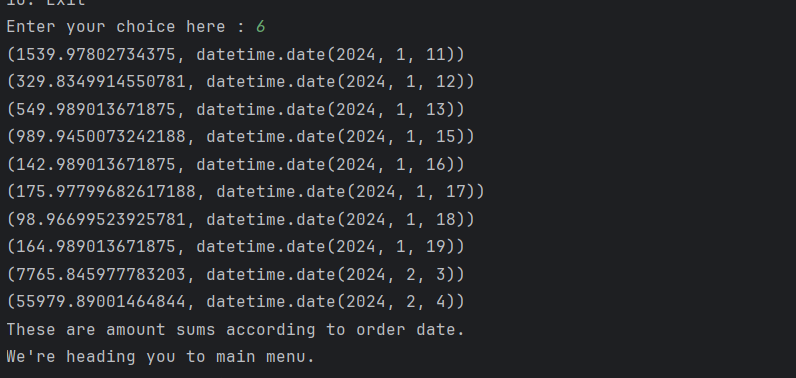 10. Exit
Enter your choice here : 6
(1539.97802734375, datetime.date(2024, 1, 11))
(329.8349914550781, datetime.date(2024, 1, 12))
(549.989013671875, datetime.date(2024, 1, 13))
(989.9450073242188, datetime.date(2024, 1, 15))
(142.989013671875, datetime.date(2024, 1, 16))
(175.97799682617188, datetime.date(2024, 1, 17))
(98.96699523925781, datetime.date(2024, 1, 18))
(164.989013671875, datetime.date(2024, 1, 19))
(7765.845977783203, datetime.date(2024, 2, 3))
(55979.89001464844, datetime.date(2024, 2, 4))
These are amount sums according to order date.
We're heading you to main menu.